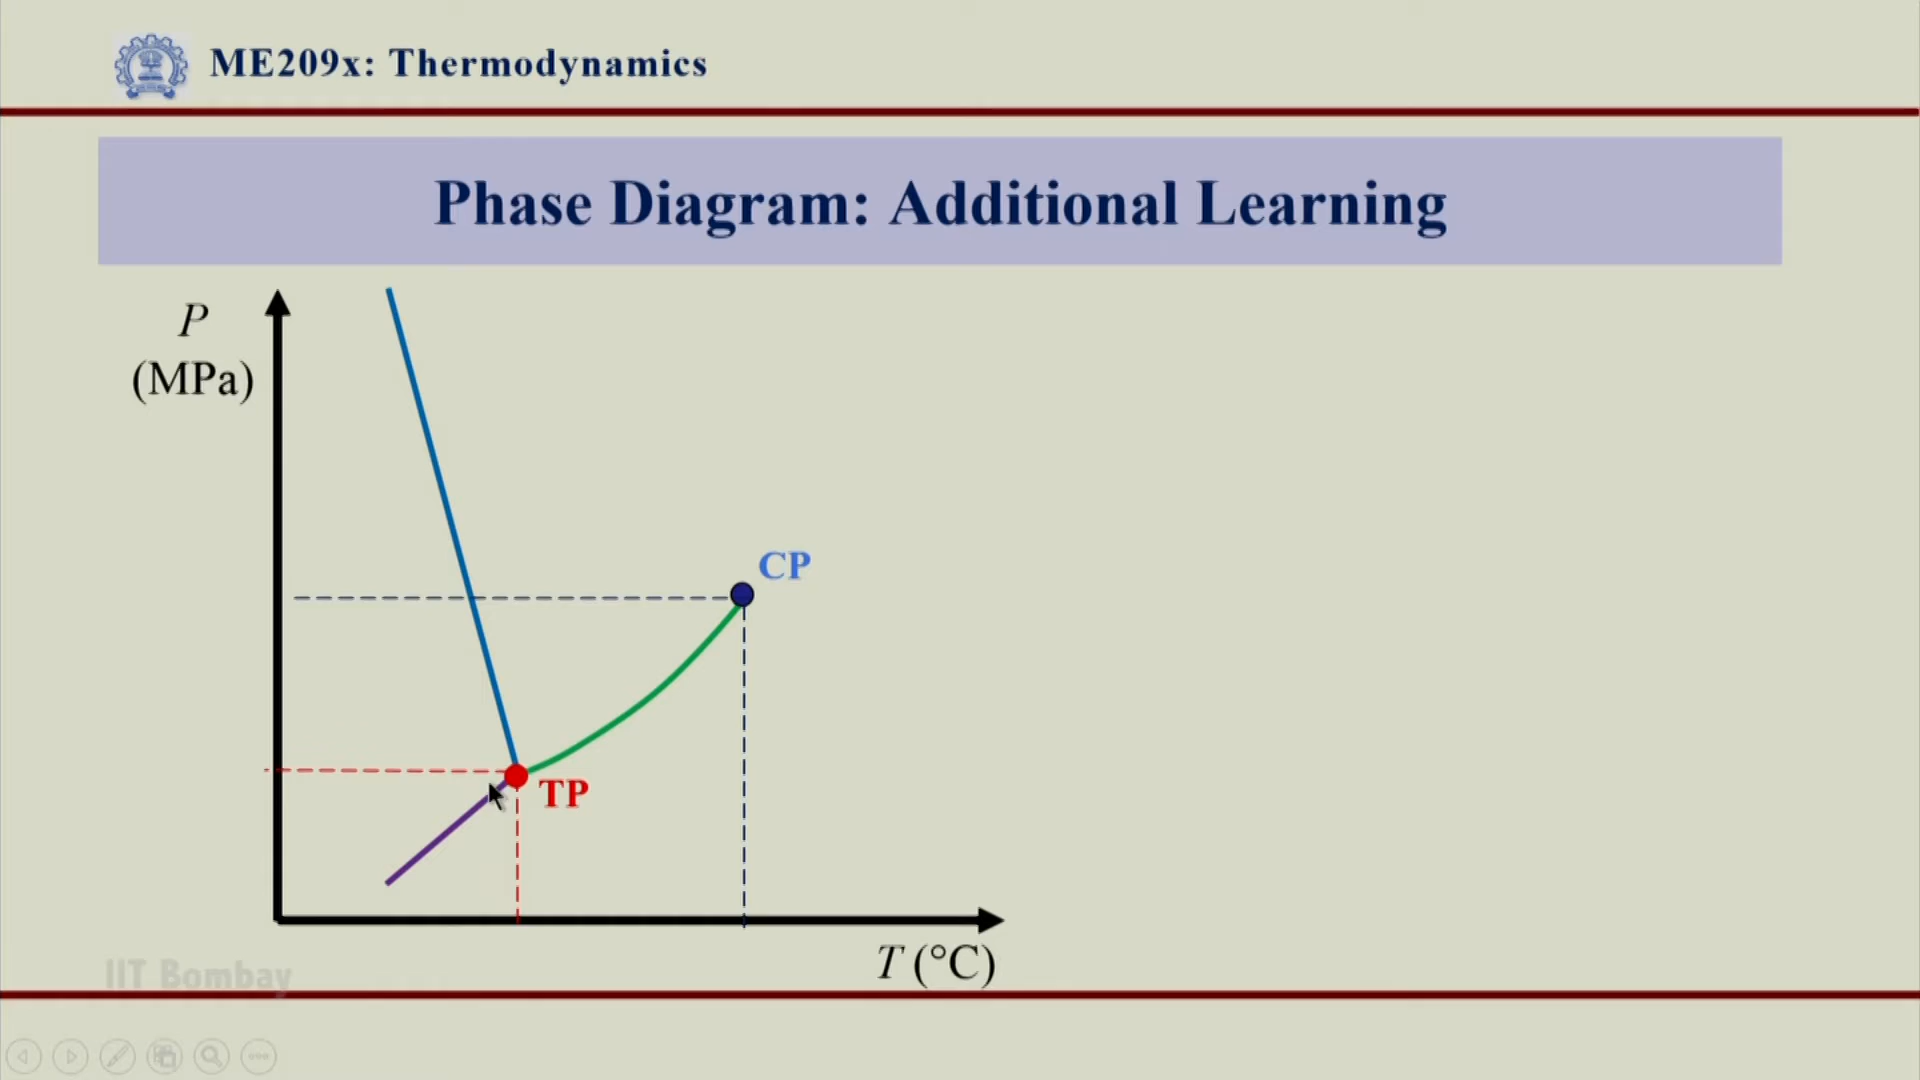 ME209x: Thermodynamics
Phase Diagram: Additional Learning
P
(MPa)
CP
TP
T (°C)
IIT Bombay